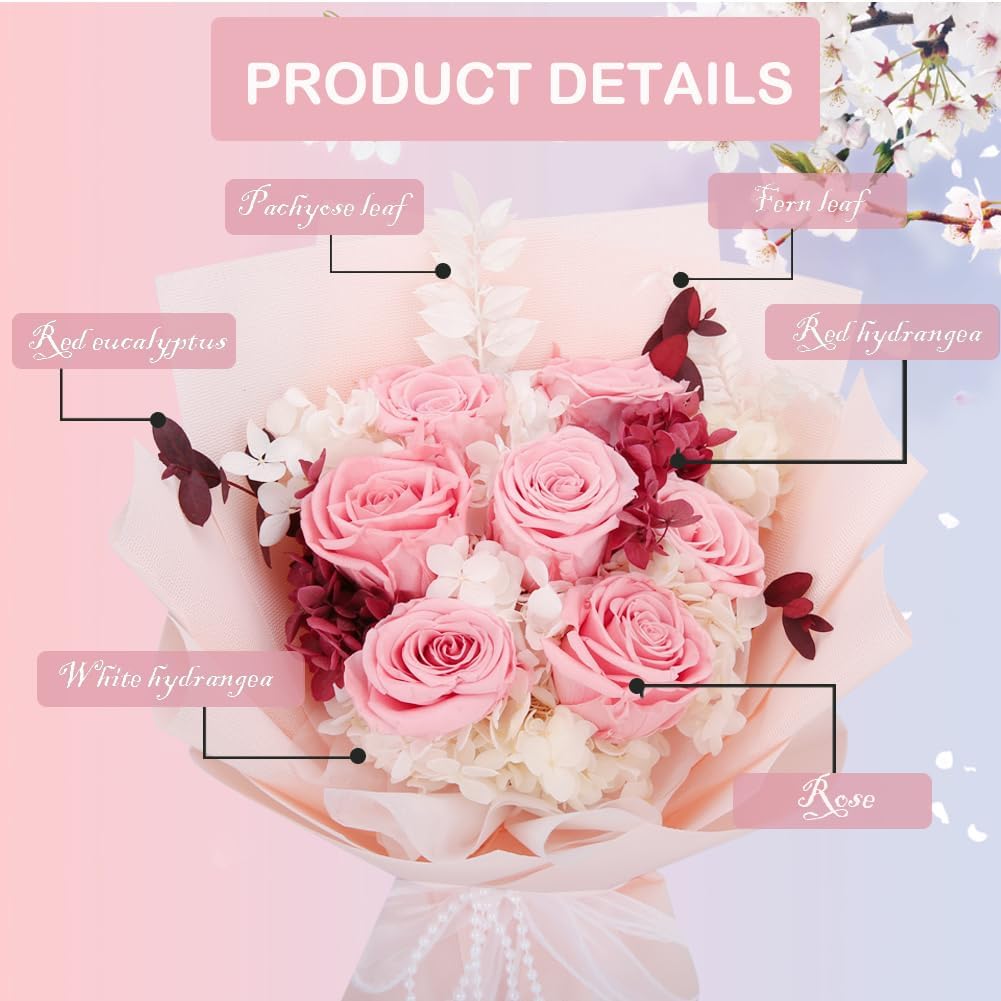 PRODUCT DETAILS
Pachyose leaf
Fern leaf
Red eucalyptus
Red hydrangea
White hydrangea
Rose